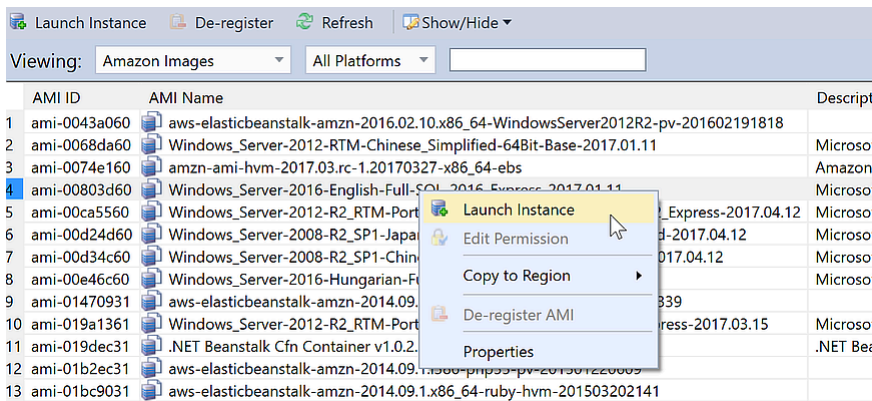 Launch Instance De-register Refresh Show/Hide
Viewing: Amazon Images All Platforms
AMI ID AMI Name Descript
1 ami-0043a060 aws-elasticbeanstalk-amzn-2016.02.10.x86_64-WindowsServer2012R2-pv-201602191818
2 ami-0068da60 Windows_Server-2012-RTM-Chinese_Simplified-64Bit-Base-2017.01.11 Microso
3 ami-0074e160 amzn-ami-hvm-2017.03.rc-1.20170327-x86_64-ebs Amazon
4 ami-00803d60 Windows_Server-2016-English-Full-SQL_2016_Express-2017.01.11 Microso
5 ami-00ca5560 Windows_Server-2012-R2_RTM-Port 2_Express-2017.04.12 Microso
Launch Instance
6 ami-00d24d60 Windows_Server-2008-R2_SP1-Japa d-2017.04.12 Microso
Edit Permission
7 ami-00d34c60 Windows_Server-2008-R2_SP1-Chin 017.04.12 Microso
8 ami-00e46c60 Windows_Server-2016-Hungarian-Fu Microso
Copy to Region
9 ami-01470931 aws-elasticbeanstalk-amzn-2014.09. 339
10 ami-019a1361 Windows_Server-2012-R2_RTM-Port ress-2017.03.15 Microso
De-register AMI
11 ami-019dec31 .NET Beanstalk Cfn Container v1.0.2. .NET Bea
Properties
12 ami-01b2ec31 aws-elasticbeanstalk-amzn-2014.09.1.i386-php55-pv-201501220609
13 ami-01bc9031 aws-elasticbeanstalk-amzn-2014.09.1.x86_64-ruby-hvm-201503202141